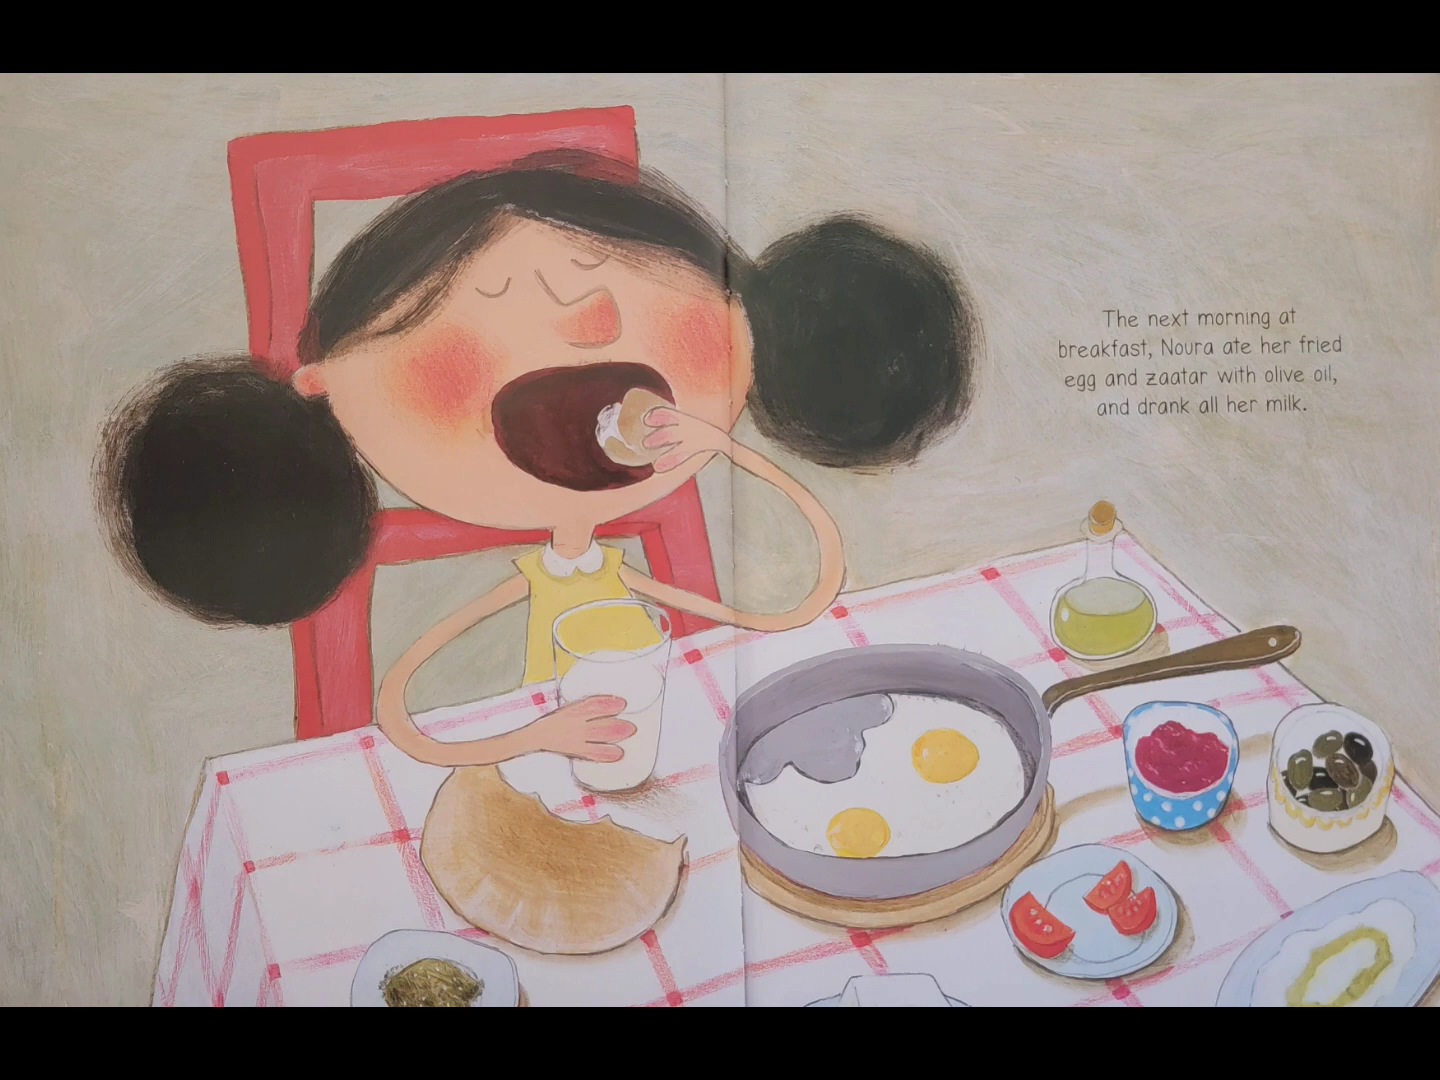 The next morning at
breakfast, Noura ate her fried
egg and zaatar with olive oil,
and drank all her milk.